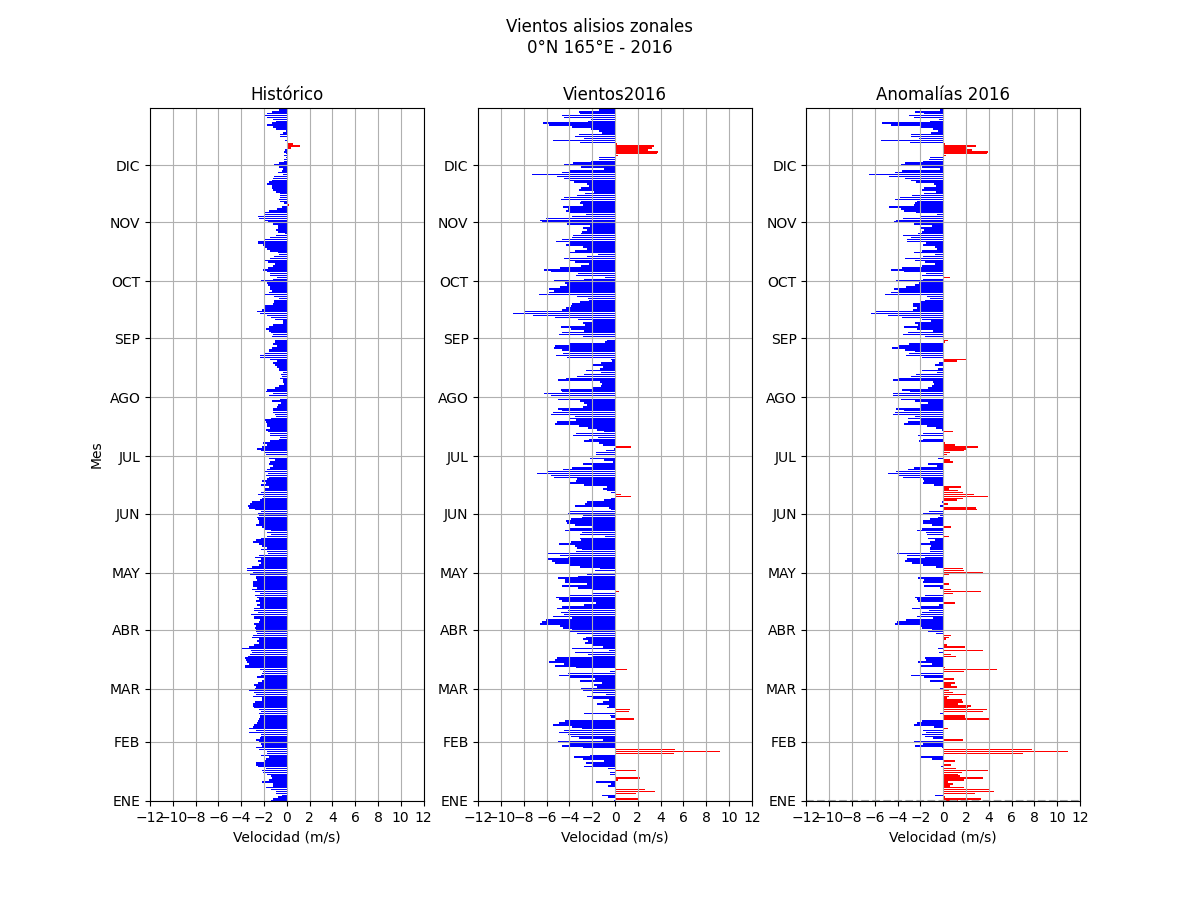 Vientos alisios zonales
0°N 165°E - 2016
Histórico
Vientos2016
Anomalías 2016
Mes
DIC
NOV
OCT
SEP
AGO
JUL
JUN
MAY
ABR
MAR
FEB
ENE
−12−10−8 −6 −4 −2 0 2 4 6 8 10 12
Velocidad (m/s)
DIC
NOV
OCT
SEP
AGO
JUL
JUN
MAY
ABR
MAR
FEB
ENE
−12−10−8 −6 −4 −2 0 2 4 6 8 10 12
Velocidad (m/s)
DIC
NOV
OCT
SEP
AGO
JUL
JUN
MAY
ABR
MAR
FEB
ENE
−12−10−8 −6 −4 −2 0 2 4 6 8 10 12
Velocidad (m/s)